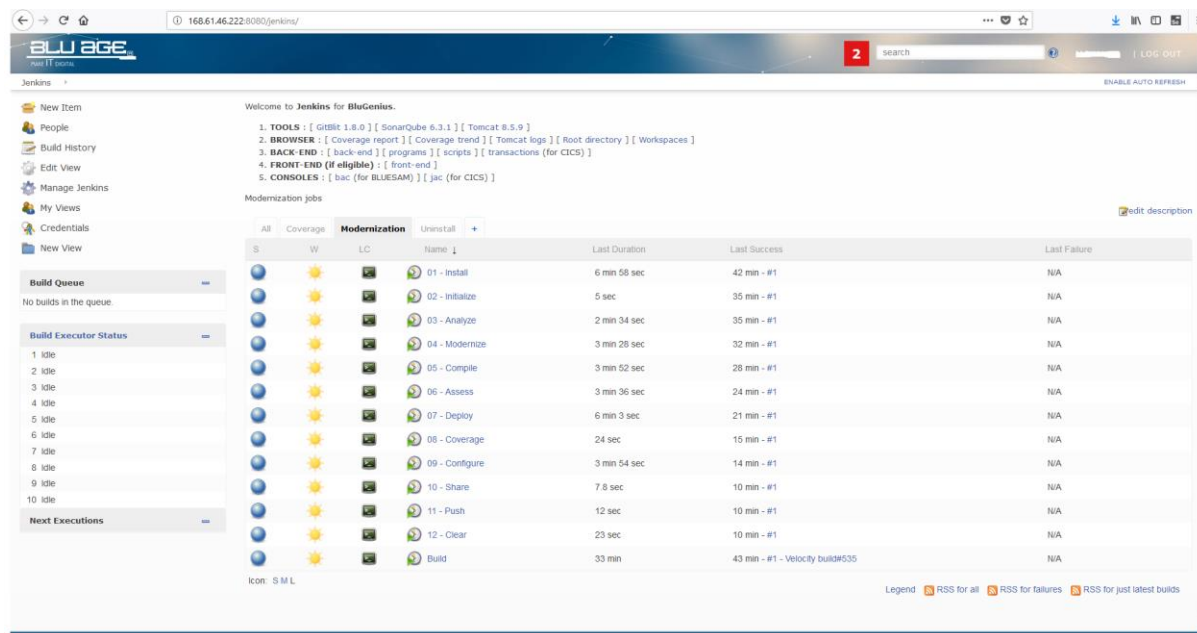 168.61.46.222:8080/jenkins/
BLU AGE
MAKE IT DIGITAL
2 search | LOG OUT
Jenkins
ENABLE AUTO REFRESH
New Item
People
Build History
Edit View
Manage Jenkins
My Views
Credentials
New View
Build Queue
No builds in the queue.
Build Executor Status
1 Idle
2 Idle
3 Idle
4 Idle
5 Idle
6 Idle
7 Idle
8 Idle
9 Idle
10 Idle
Next Executions
Welcome to Jenkins for BluGenius.
1. TOOLS : [ GitBlit 1.8.0 ] [ SonarQube 6.3.1 ] [ Tomcat 8.5.9 ]
2. BROWSER : [ Coverage report ] [ Coverage trend ] [ Tomcat logs ] [ Root directory ] [ Workspaces ]
3. BACK-END : [ back-end ] [ programs ] [ scripts ] [ transactions (for CICS) ]
4. FRONT-END (if eligible) : [ front-end ]
5. CONSOLES : [ bac (for BLUESAM) ] [ jac (for CICS) ]
Modernization jobs
edit description
All Coverage Modernization Uninstall +
S W LC Name ↓ Last Duration Last Success Last Failure
01 - Install 6 min 58 sec 42 min - #1 N/A
02 - Initialize 5 sec 35 min - #1 N/A
03 - Analyze 2 min 34 sec 35 min - #1 N/A
04 - Modernize 3 min 28 sec 32 min - #1 N/A
05 - Compile 3 min 52 sec 28 min - #1 N/A
06 - Assess 3 min 36 sec 24 min - #1 N/A
07 - Deploy 6 min 3 sec 21 min - #1 N/A
08 - Coverage 24 sec 15 min - #1 N/A
09 - Configure 3 min 54 sec 14 min - #1 N/A
10 - Share 7.8 sec 10 min - #1 N/A
11 - Push 12 sec 10 min - #1 N/A
12 - Clear 23 sec 10 min - #1 N/A
Build 33 min 43 min - #1 - Velocity build#535 N/A
Icon: S M L
Legend RSS for all RSS for failures RSS for just latest builds